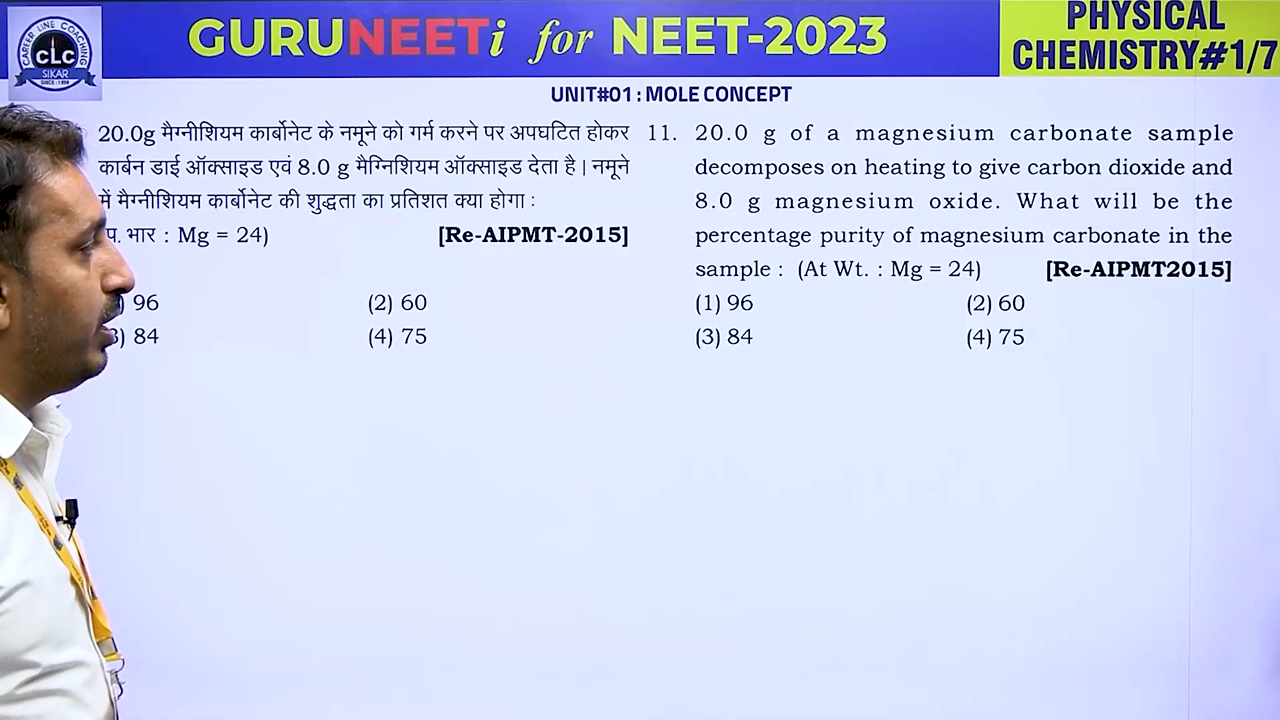 CAREER LINE COACHING
CLC
SIKAR
SINCE : 1996
GURUNEETi for NEET-2023
PHYSICAL
CHEMISTRY#1/7
UNIT#01 : MOLE CONCEPT
20.0g मैग्नीशियम कार्बोनेट के नमूने को गर्म करने पर अपघटित होकर
कार्बन डाई ऑक्साइड एवं 8.0 g मैग्निशियम ऑक्साइड देता है। नमूने
में मैग्नीशियम कार्बोनेट की शुद्धता का प्रतिशत क्या होगा :
प. भार : Mg = 24) [Re-AIPMT-2015]
96 (2) 60
3) 84 (4) 75
11. 20.0 g of a magnesium carbonate sample
decomposes on heating to give carbon dioxide and
8.0 g magnesium oxide. What will be the
percentage purity of magnesium carbonate in the
sample : (At Wt. : Mg = 24) [Re-AIPMT2015]
(1) 96 (2) 60
(3) 84 (4) 75